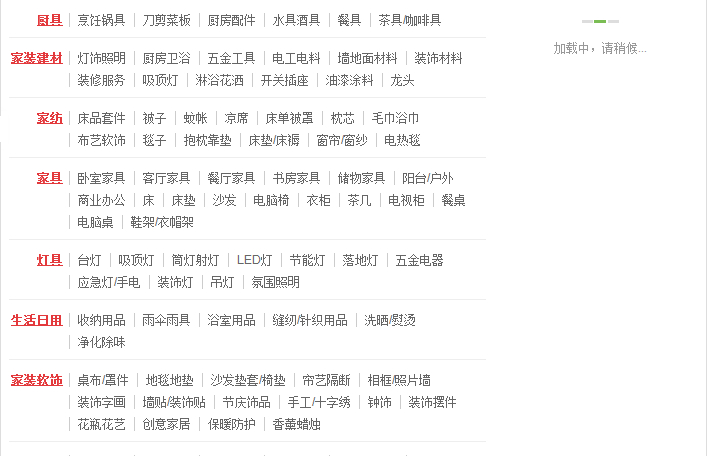 厨具 烹饪锅具 刀剪菜板 厨房配件 水具酒具 餐具 茶具/咖啡具
加载中，请稍候...
家装建材 灯饰照明 厨房卫浴 五金工具 电工电料 墙地面材料 装饰材料
装修服务 吸顶灯 淋浴花洒 开关插座 油漆涂料 龙头
家纺 床品套件 被子 蚊帐 凉席 床单被罩 枕芯 毛巾浴巾
布艺软饰 毯子 抱枕靠垫 床垫/床褥 窗帘/窗纱 电热毯
家具 卧室家具 客厅家具 餐厅家具 书房家具 储物家具 阳台/户外
商业办公 床 床垫 沙发 电脑椅 衣柜 茶几 电视柜 餐桌
电脑桌 鞋架/衣帽架
灯具 台灯 吸顶灯 筒灯射灯 LED灯 节能灯 落地灯 五金电器
应急灯/手电 装饰灯 吊灯 氛围照明
生活日用 收纳用品 雨伞雨具 浴室用品 缝纫/针织用品 洗晒/熨烫
净化除味
家装软饰 桌布/罩件 地毯地垫 沙发垫套/椅垫 帘艺隔断 相框/照片墙
装饰字画 墙贴/装饰贴 节庆饰品 手工/十字绣 钟饰 装饰摆件
花瓶花艺 创意家居 保暖防护 香薰蜡烛